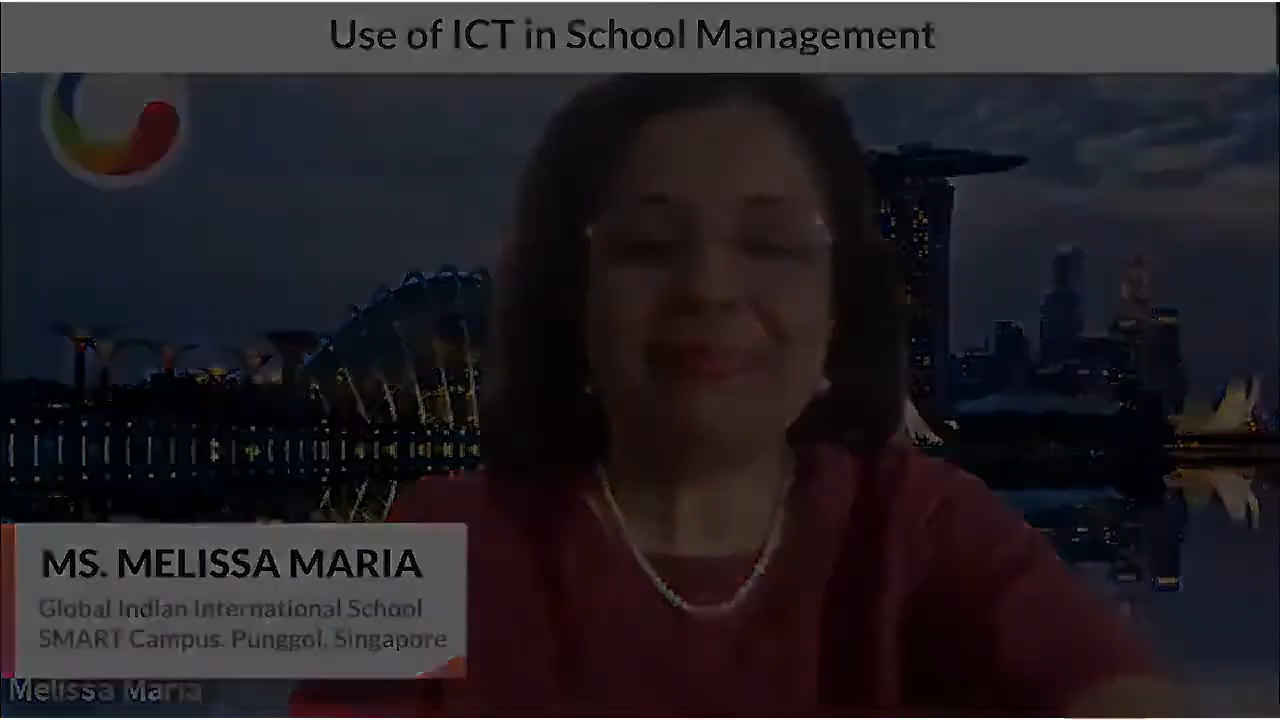 Use of ICT in School Management
MS. MELISSA MARIA
Global Indian International School
SMART Campus, Punggol, Singapore
Melissa Maria